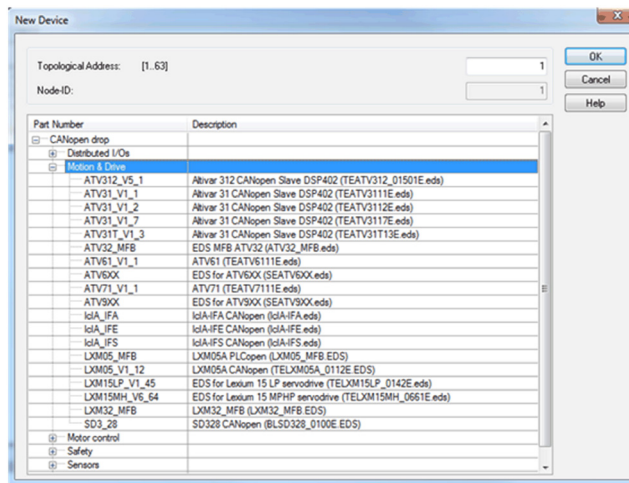 New Device
Topological Address: [1..63] 1
OK
Node-ID: 1
Cancel
Help
Part Number Description
CANopen drop
Distributed I/Os
Motion & Drive
ATV312_V5_1 Altivar 312 CANopen Slave DSP402 (TEATV312_01501E.eds)
ATV31_V1_1 Altivar 31 CANopen Slave DSP402 (TEATV3111E.eds)
ATV31_V1_2 Altivar 31 CANopen Slave DSP402 (TEATV3112E.eds)
ATV31_V1_7 Altivar 31 CANopen Slave DSP402 (TEATV3117E.eds)
ATV31T_V1_3 Altivar 31 CANopen Slave DSP402 (TEATV31T13E.eds)
ATV32_MFB EDS MFB ATV32 (ATV32_MFB.eds)
ATV61_V1_1 ATV61 (TEATV6111E.eds)
ATV6XX EDS for ATV6XX (SEATV6XX.eds)
ATV71_V1_1 ATV71 (TEATV7111E.eds)
ATV9XX EDS for ATV9XX (SEATV9XX.eds)
IclA_IFA IclA-IFA CANopen (IclA-IFA.eds)
IclA_IFE IclA-IFE CANopen (IclA-IFE.eds)
IclA_IFS IclA-IFS CANopen (IclA-IFS.eds)
LXM05_MFB LXM05A PLCopen (LXM05_MFB.EDS)
LXM05_V1_12 LXM05A CANopen (TELXM05A_0112E.EDS)
LXM15LP_V1_45 EDS for Lexium 15 LP servodrive (TELXM15LP_0142E.eds)
LXM15MH_V6_64 EDS for Lexium 15 MPHP servodrive (TELXM15MH_0661E.eds)
LXM32_MFB LXM32_MFB (LXM32_MFB.EDS)
SD3_28 SD328 CANopen (BLSD328_0100E.EDS)
Motor control
Safety
Sensors